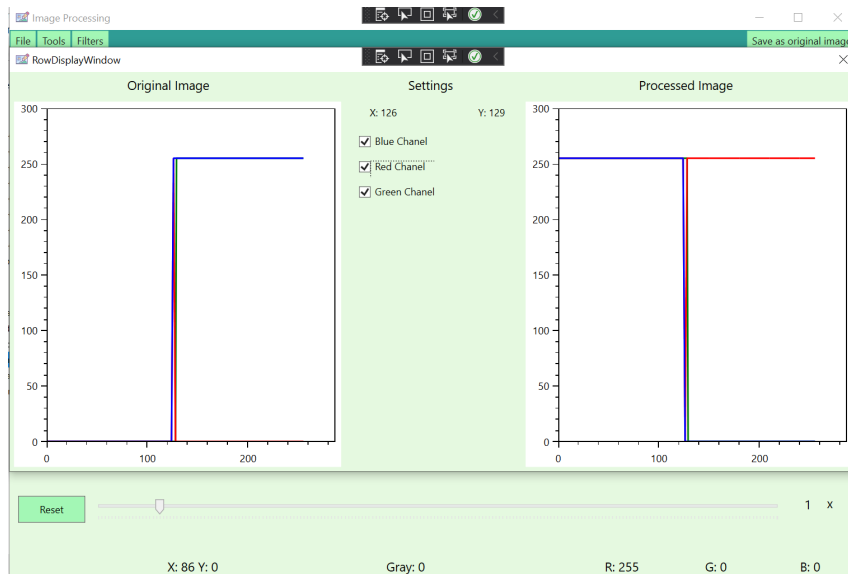 Image Processing
File Tools Filters Save as original image
RowDisplayWindow
Original Image Settings Processed Image
X: 126 Y: 129
Blue Chanel
Red Chanel
Green Chanel
300
250
200
150
100
50
0
0 100 200
300
250
200
150
100
50
0
0 100 200
Reset 1 x
X: 86 Y: 0 Gray: 0 R: 255 G: 0 B: 0